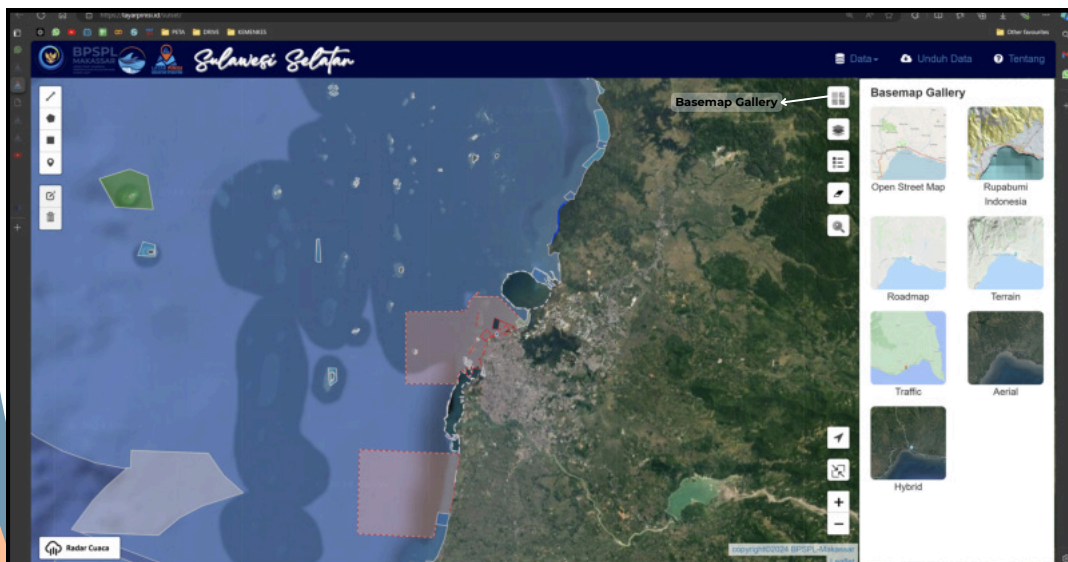 PETA
DRIVE
KEMENKES
Other favourites
BPSPL
MAKASSAR
Sulawesi Selatan
Data
Unduh Data
Tentang
Basemap Gallery
Basemap Gallery
Open Street Map
Rupabumi
Indonesia
Roadmap
Terrain
Traffic
Aerial
Hybrid
+
−
Radar Cuaca
copyright©2024 BPSPL-Makassar
Leaflet